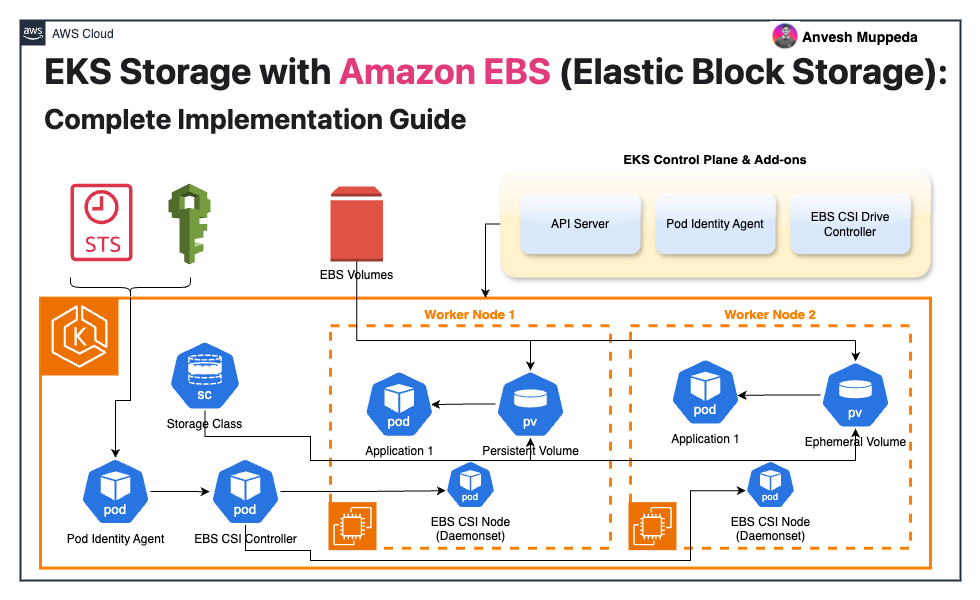 aws
AWS Cloud
Anvesh Muppeda
EKS Storage with Amazon EBS (Elastic Block Storage):
Complete Implementation Guide
EKS Control Plane & Add-ons
API Server
Pod Identity Agent
EBS CSI Drive
Controller
STS
EBS Volumes
Worker Node 1
Worker Node 2
K
sc
Storage Class
pod
Application 1
pv
Persistent Volume
pod
Application 1
pv
Ephemeral Volume
pod
Pod Identity Agent
pod
EBS CSI Controller
pod
EBS CSI Node
(Daemonset)
pod
EBS CSI Node
(Daemonset)